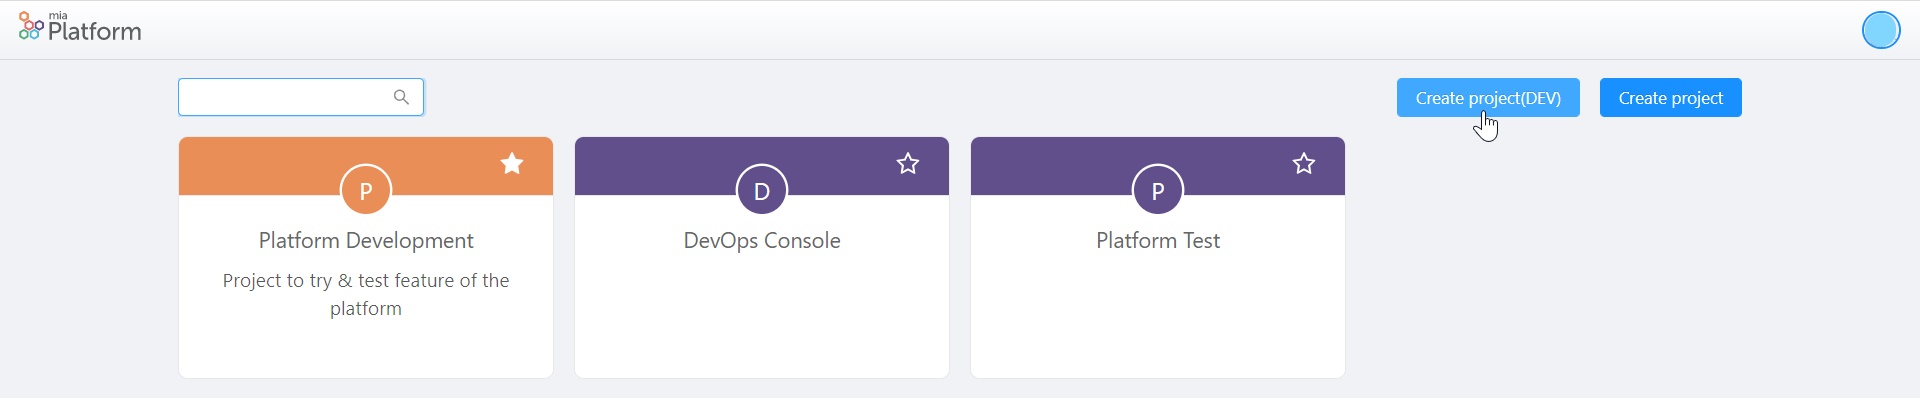 mia
Platform
Create project(DEV)
Create project
P
Platform Development
Project to try & test feature of the
platform
D
DevOps Console
P
Platform Test